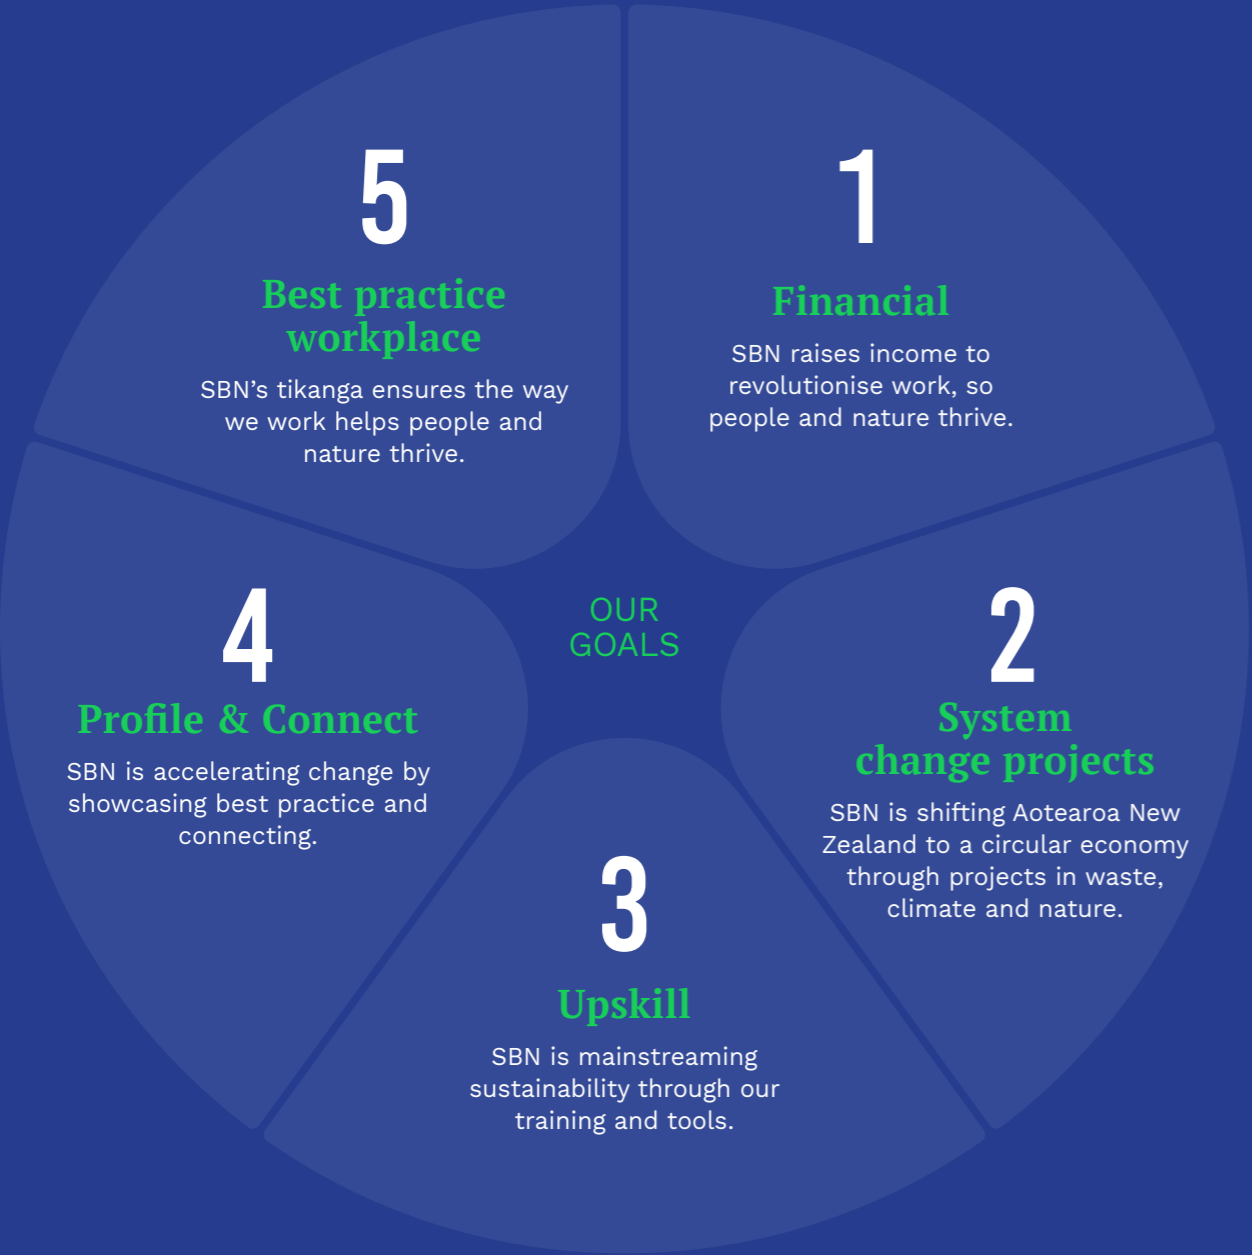 OUR
GOALS
1
Financial
SBN raises income to
revolutionise work, so
people and nature thrive.
2
System
change projects
SBN is shifting Aotearoa New
Zealand to a circular economy
through projects in waste,
climate and nature.
3
Upskill
SBN is mainstreaming
sustainability through our
training and tools.
4
Profile & Connect
SBN is accelerating change by
showcasing best practice and
connecting.
5
Best practice
workplace
SBN’s tikanga ensures the way
we work helps people and
nature thrive.